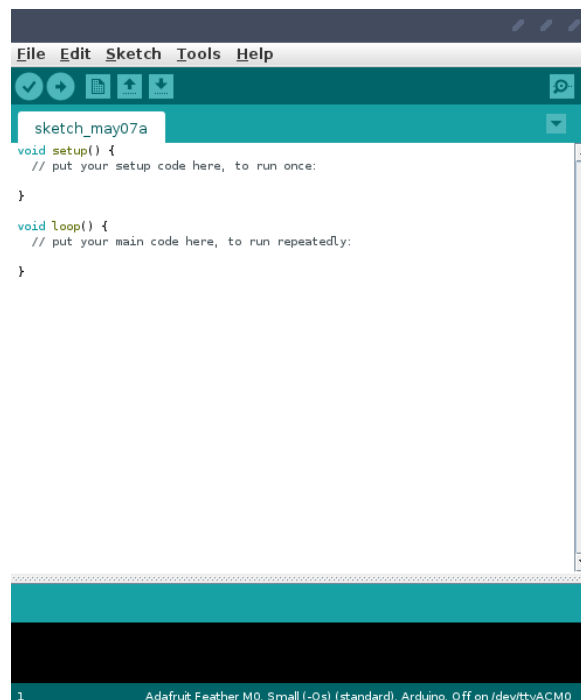 File Edit Sketch Tools Help
sketch_may07a
void setup() {
// put your setup code here, to run once:
}
void loop() {
// put your main code here, to run repeatedly:
}
1 Adafruit Feather M0, Small (-Os) (standard), Arduino, Off on /dev/ttyACM0